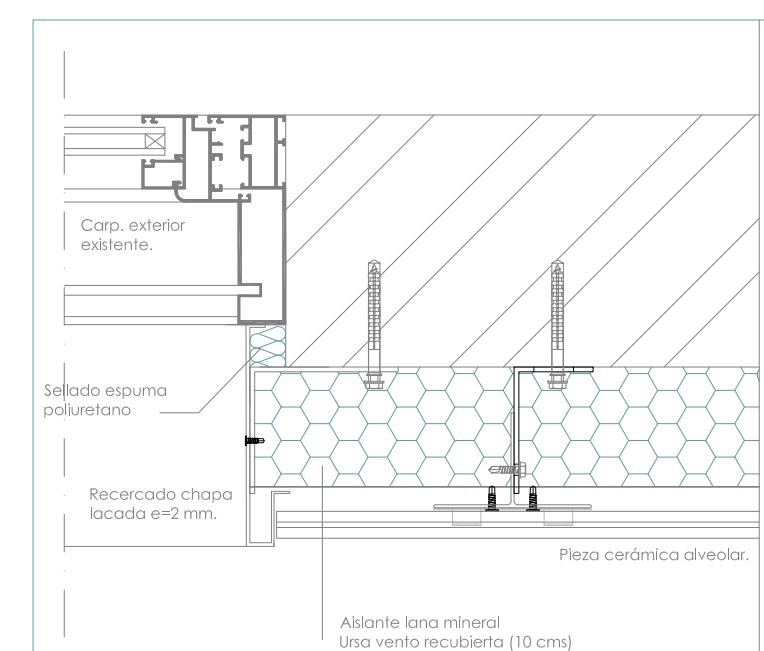 Carp. exterior
existente.
Sellado espuma
poliuretano
Recercado chapa
lacada e=2 mm.
Pieza cerámica alveolar.
Aislante lana mineral
Ursa vento recubierta (10 cms)